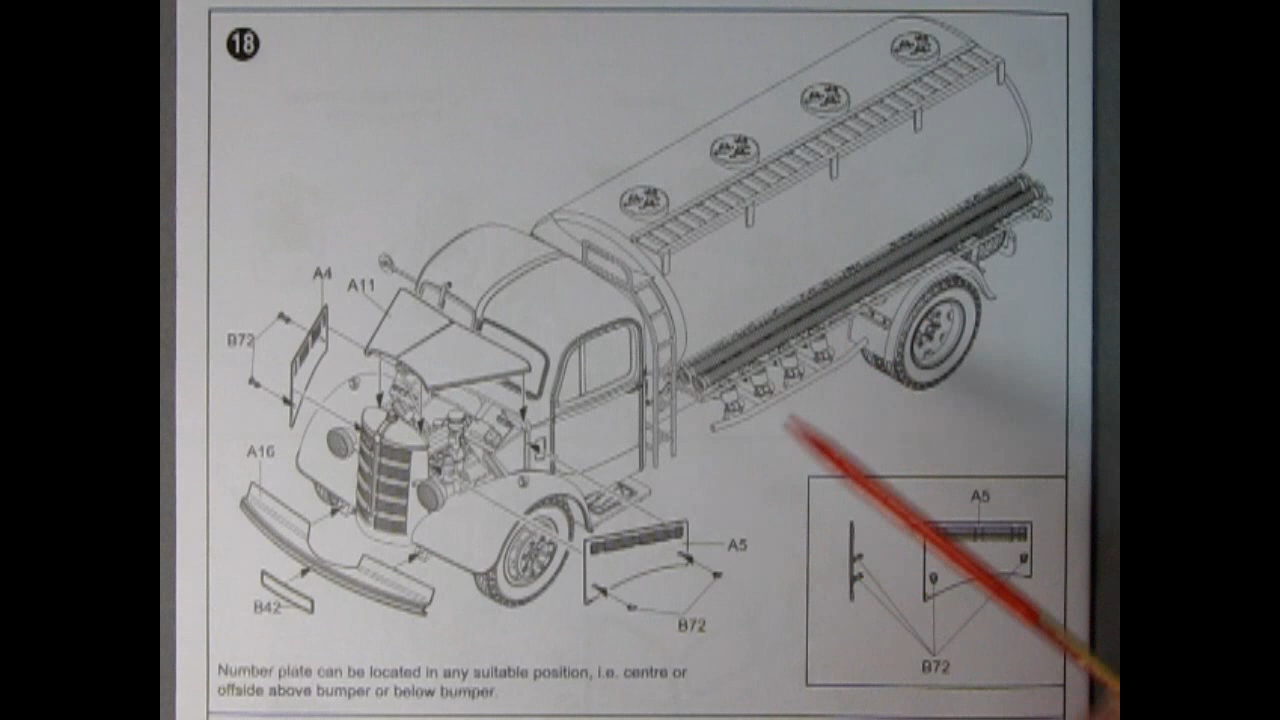 18
A4
A11
B72
A16
A5
A5
B42
B72
B72
Number plate can be located in any suitable position, i.e. centre or
offside above bumper or below bumper.